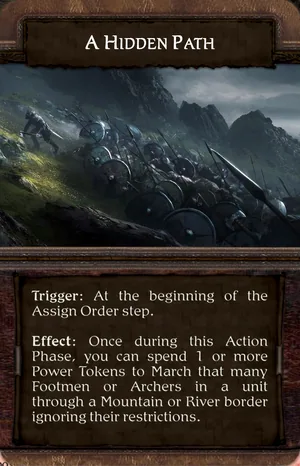 A Hidden Path
Trigger: At the beginning of the
Assign Order step.
Effect: Once during this Action
Phase, you can spend 1 or more
Power Tokens to March that many
Footmen or Archers in a unit
through a Mountain or River border
ignoring their restrictions.